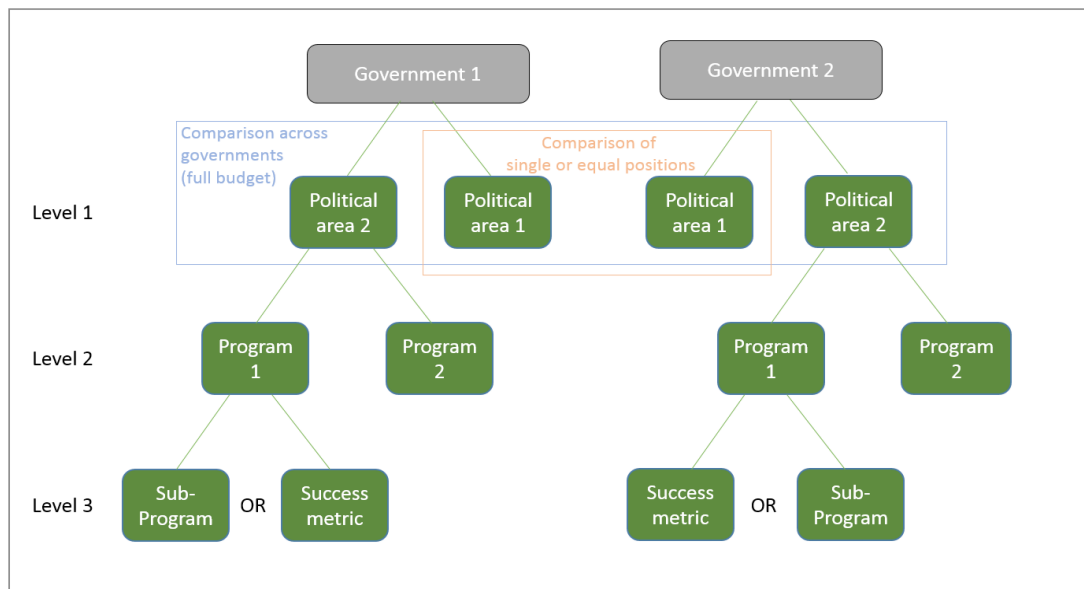 Government 1
Government 2
Comparison across
governments
(full budget)
Comparison of
single or equal positions
Level 1
Political
area 2
Political
area 1
Political
area 1
Political
area 2
Level 2
Program
1
Program
2
Program
1
Program
2
Level 3
Sub-
Program
OR
Success
metric
Success
metric
OR
Sub-
Program